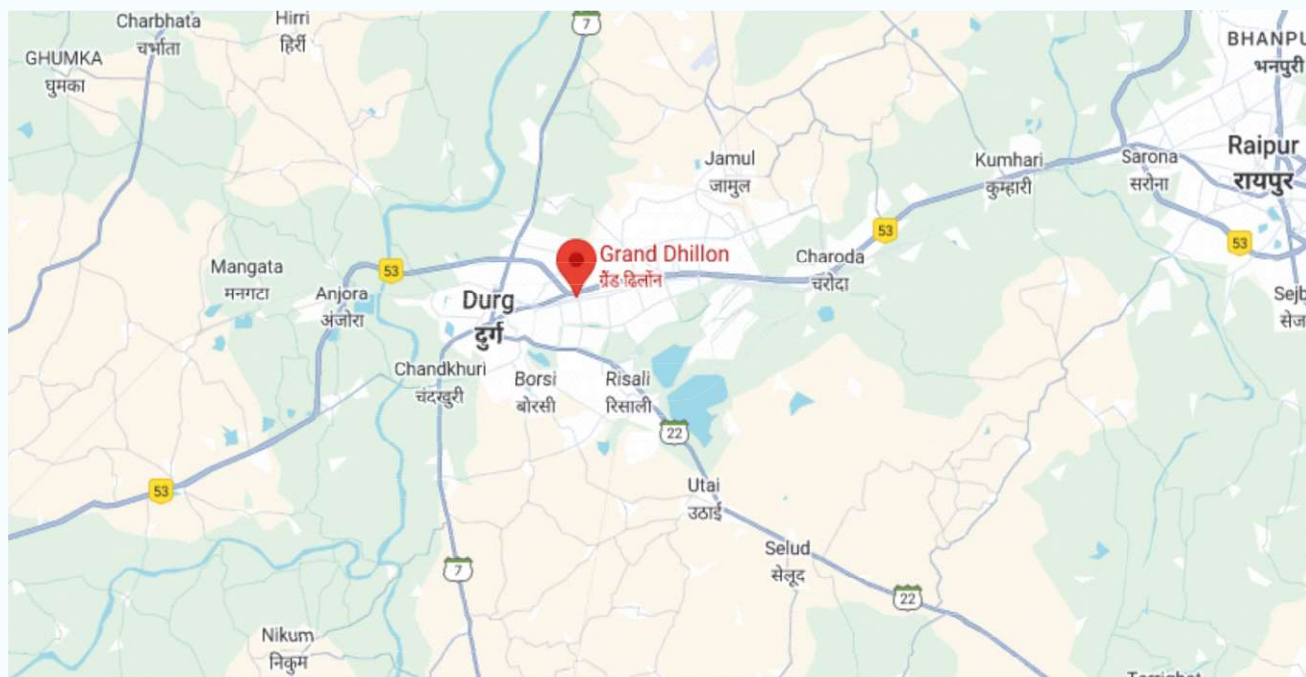 Charbhata
चर्भाता
Hirri
हिर्री
7
GHUMKA
घुमका
BHANPU
भनपुरी
Jamul
जामुल
Kumhari
कुम्हारी
Sarona
सरोना
Raipur
रायपुर
53
53
Grand Dhillon
ग्रैंड ढिलॉन
Charoda
चरोदा
Mangata
मनगटा
53
Anjora
अंजोरा
Durg
दुर्ग
Sejb
सेज
Chandkhuri
चंदखुरी
Borsi
बोरसी
Risali
रिसाली
22
53
Utai
उठाई
Selud
सेलूद
7
22
Nikum
निकुम